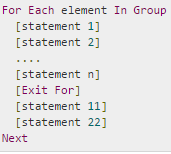 For Each element In Group
[statement 1]
[statement 2]
....
[statement n]
[Exit For]
[statement 11]
[statement 22]
Next